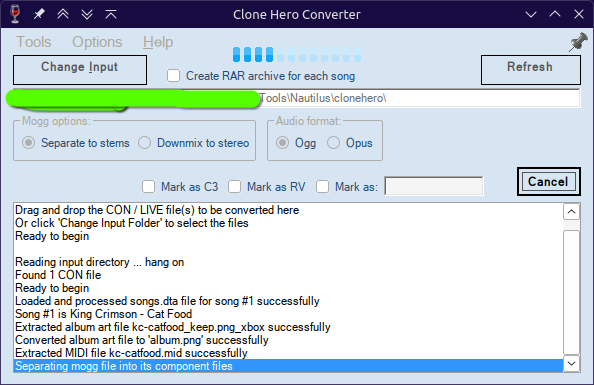 Clone Hero Converter
Tools Options Help
Change Input
Create RAR archive for each song
Refresh
Tools\Nautilus\clonehero\
Mogg options:
Separate to stems Downmix to stereo
Audio format:
Ogg Opus
Mark as C3 Mark as RV Mark as:
Cancel
Drag and drop the CON / LIVE file(s) to be converted here
Or click 'Change Input Folder' to select the files
Ready to begin
Reading input directory ... hang on
Found 1 CON file
Ready to begin
Loaded and processed songs.dta file for song #1 successfully
Song #1 is King Crimson - Cat Food
Extracted album art file kc-catfood_keep.png_xbox successfully
Converted album art file to 'album.png' successfully
Extracted MIDI file kc-catfood.mid successfully
Separating mogg file into its component files